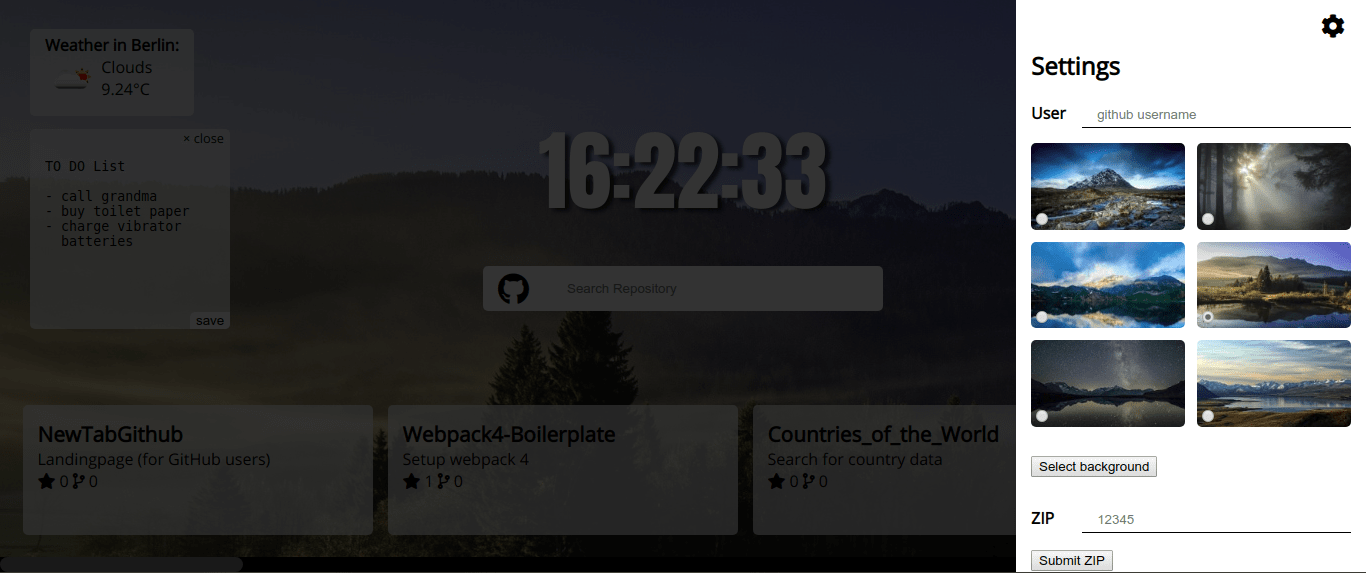 Weather in Berlin:
Clouds
9.24°C
× close
TO DO List
- call grandma
- buy toilet paper
- charge vibrator
batteries
save
16:22:33
Search Repository
NewTabGithub
Landingpage (for GitHub users)
0 0
Webpack4-Boilerplate
Setup webpack 4
1 0
Countries_of_the_World
Search for country data
0 0
Settings
User github username
Select background
ZIP 12345
Submit ZIP